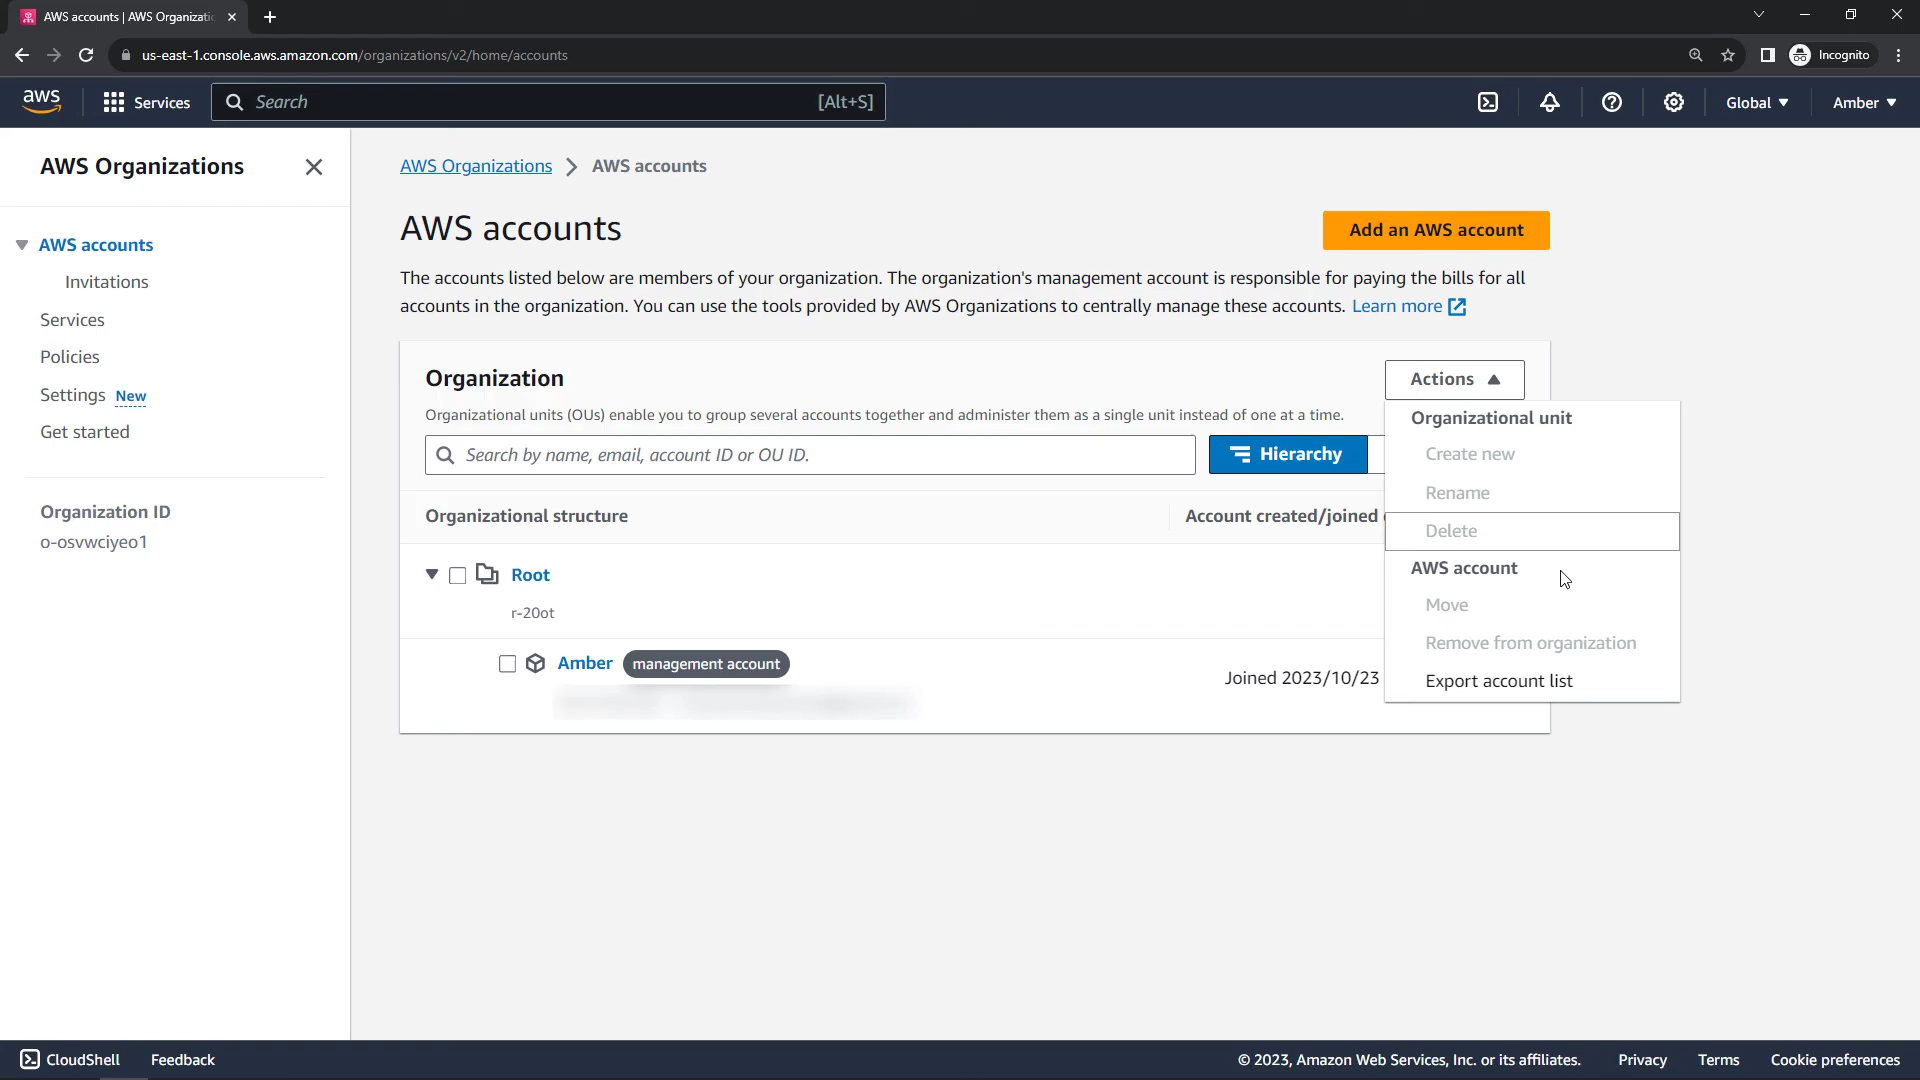 AWS accounts | AWS Organizatio
us-east-1.console.aws.amazon.com/organizations/v2/home/accounts
Incognito
aws
Services
Search
[Alt+S]
Global
Amber
AWS Organizations
AWS accounts
Invitations
Services
Policies
Settings New
Get started
Organization ID
o-osvwciyeo1
AWS Organizations > AWS accounts
AWS accounts
Add an AWS account
The accounts listed below are members of your organization. The organization's management account is responsible for paying the bills for all
accounts in the organization. You can use the tools provided by AWS Organizations to centrally manage these accounts. Learn more
Organization
Actions
Organizational units (OUs) enable you to group several accounts together and administer them as a single unit instead of one at a time.
Search by name, email, account ID or OU ID.
Hierarchy
Organizational structure
Account created/joined
Root
r-20ot
Amber management account
Joined 2023/10/23
Organizational unit
Create new
Rename
Delete
AWS account
Move
Remove from organization
Export account list
CloudShell
Feedback
© 2023, Amazon Web Services, Inc. or its affiliates.
Privacy
Terms
Cookie preferences